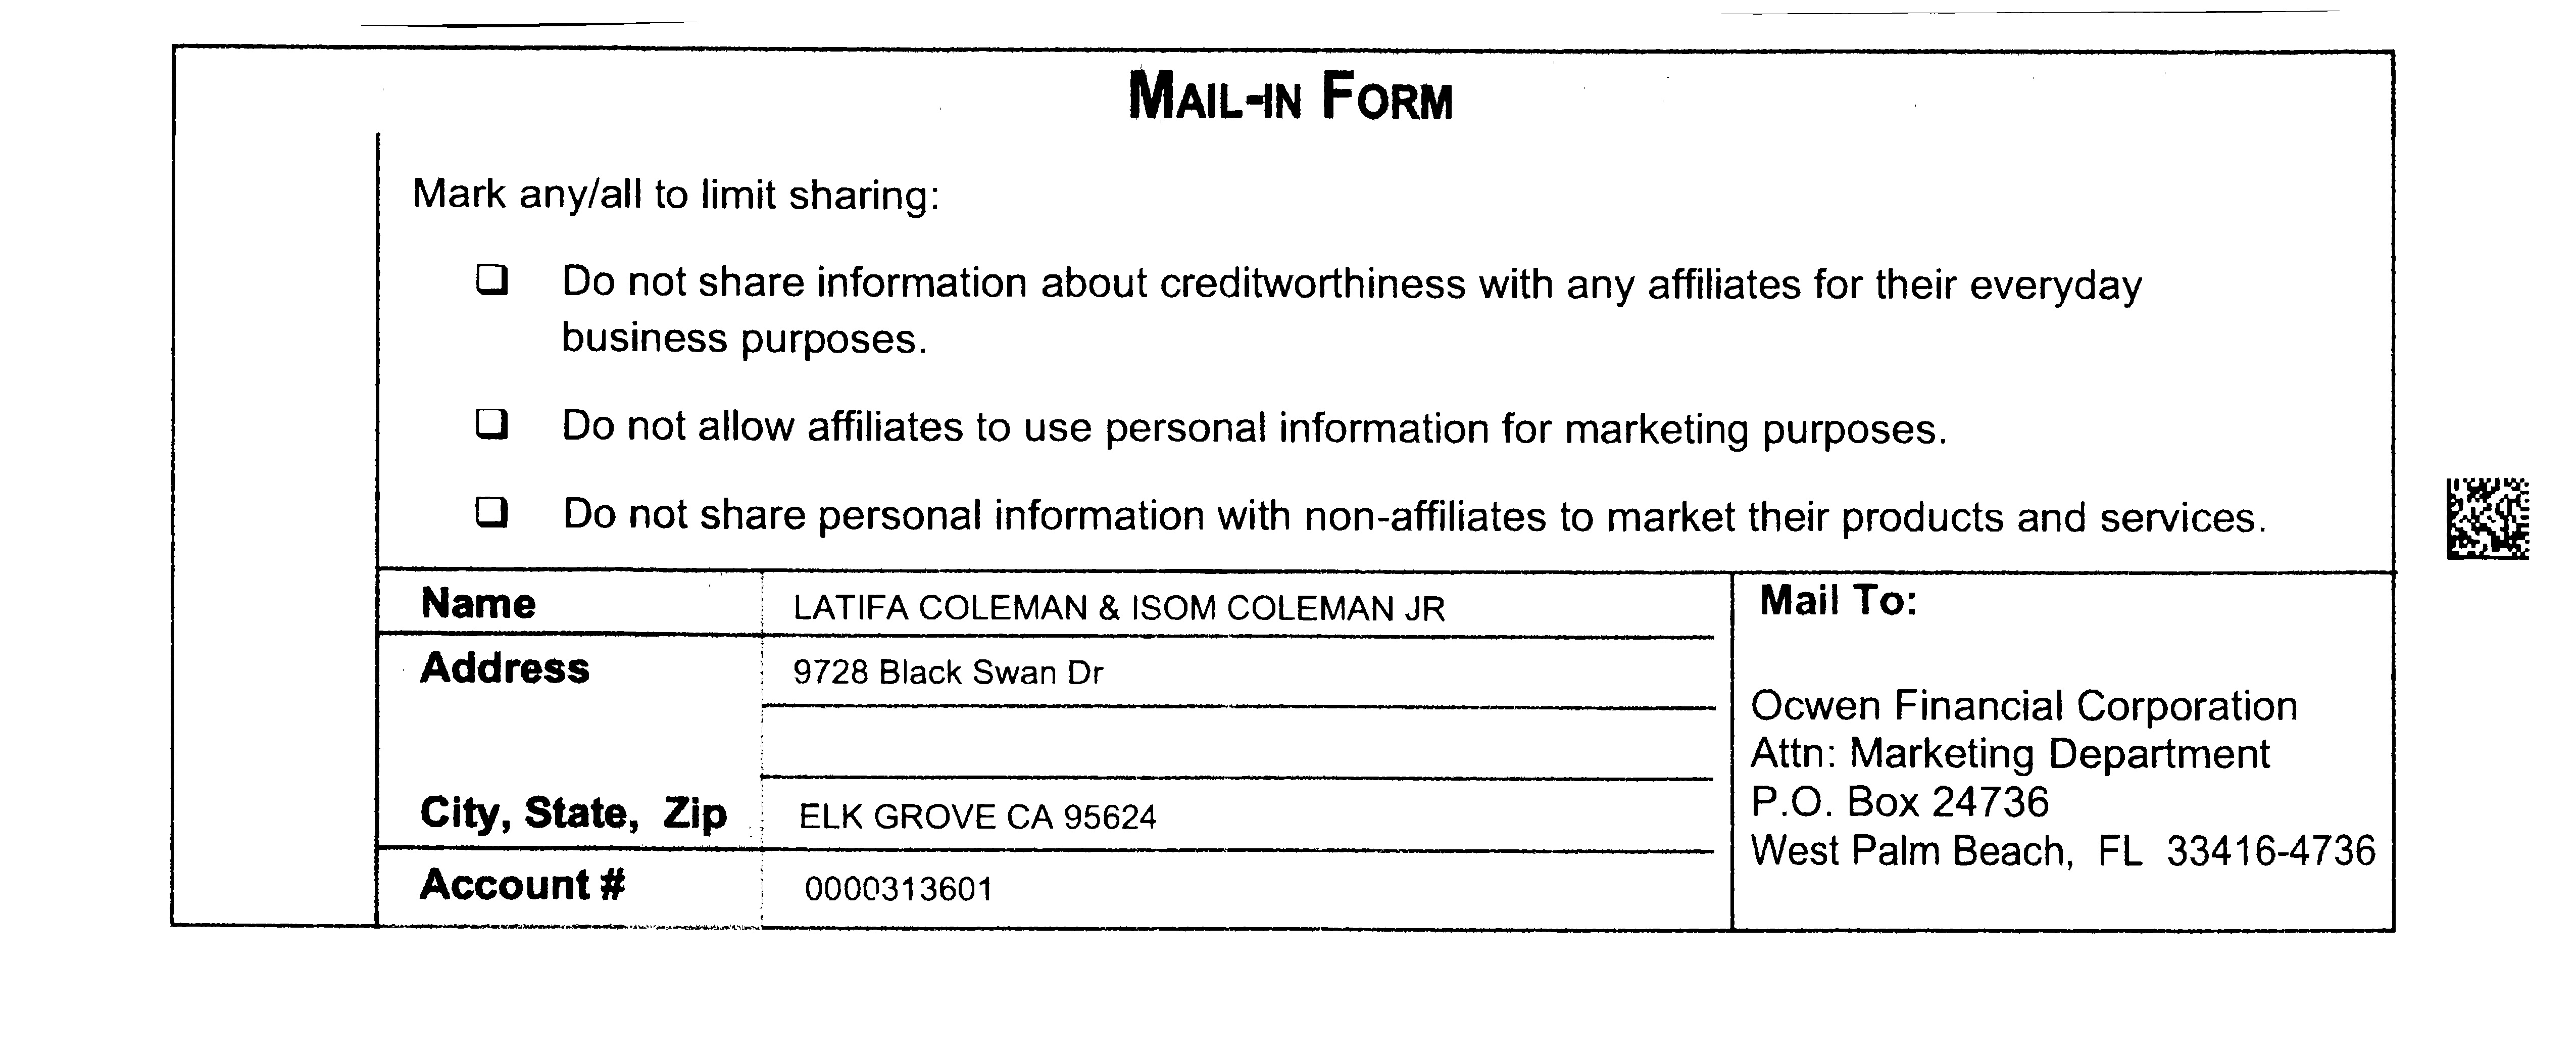 MAIL-IN FORM
Mark any/all to limit sharing:
❑ Do not share information about creditworthiness with any affiliates for their everyday
business purposes.
❑ Do not allow affiliates to use personal information for marketing purposes.
❑ Do not share personal information with non-affiliates to market their products and services.
Name LATIFA COLEMAN & ISOM COLEMAN JR
Address 9728 Black Swan Dr
City, State, Zip ELK GROVE CA 95624
Account # 0000313601
Mail To:
Ocwen Financial Corporation
Attn: Marketing Department
P.O. Box 24736
West Palm Beach, FL 33416-4736